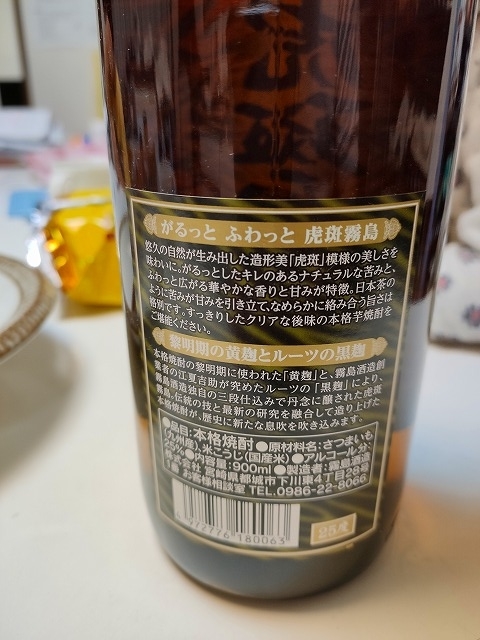 がるっと ふわっと 虎斑霧島
悠久の自然が生み出した造形美「虎斑」模様の美しさを
味わいに。がるっとしたキレのあるナチュラルな苦みと、
ふわっと広がる華やかな香りと甘みが特徴。日本茶の
ように苦みが甘みを引き立て、なめらかに絡み合う旨さは
格別です。すっきりしたクリアな後味の本格芋焼酎を
ご堪能ください。
黎明期の黄麹とルーツの黒麹
本格焼酎の黎明期に使われた「黄麹」と、霧島酒造創
業者の江夏吉助が究めたルーツの「黒麹」により、
霧島酒造独自の三段仕込みで丹念に醸された虎斑
霧島。伝統の技と最新の研究を融合して造り上げた
本格焼酎が、歴史に新たな息吹を吹き込みます。
●品目:本格焼酎●原材料名:さつまいも
(九州産)、米こうじ(国産米)●アルコール分:
25%●内容量:900ml●製造者:霧島酒造
株式会社 宮崎県都城市下川東4丁目28号
1番 お客様相談室 TEL.0986-22-8066
4972776180063
25度